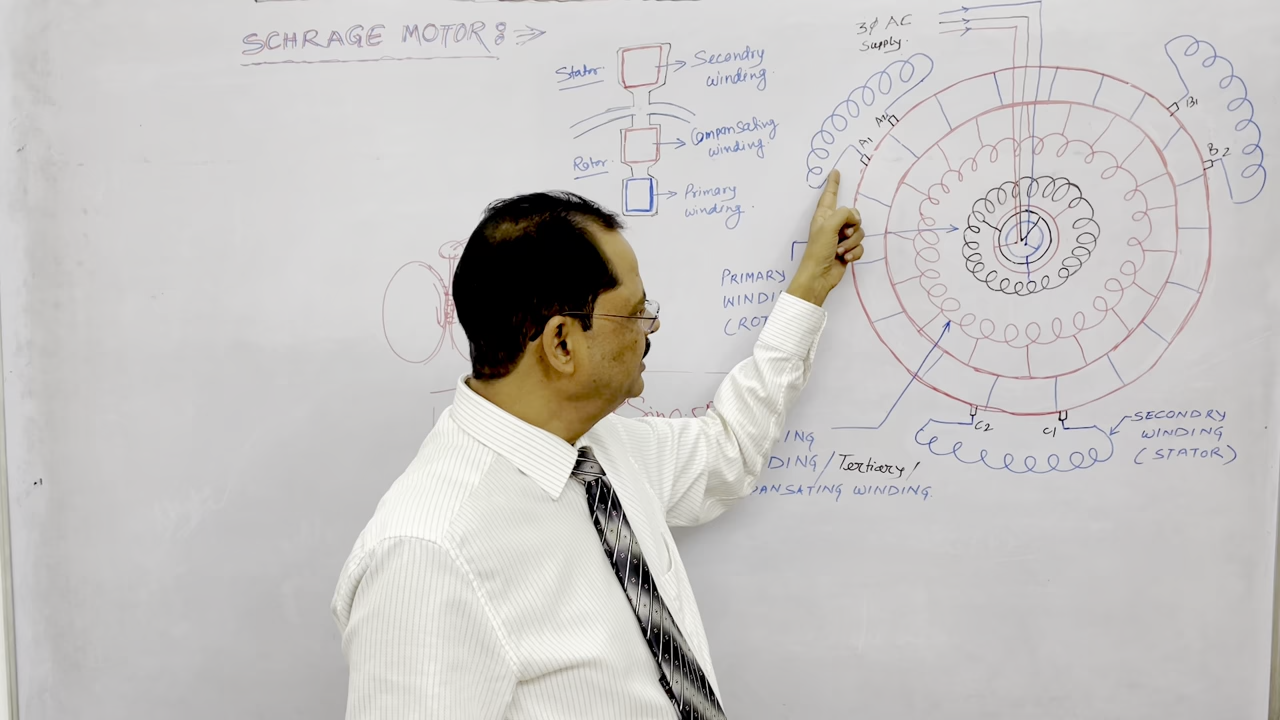 SCHRAGE MOTOR :⇒
Stator
Secondry
winding.
Compensating
winding.
Rotor
Primary
winding.
3φ AC
Supply.
A2
A1
B1
B2
C2
C1
PRIMARY
SECONDRY
WINDING
(STATOR)
/ Tertiary /
WINDING